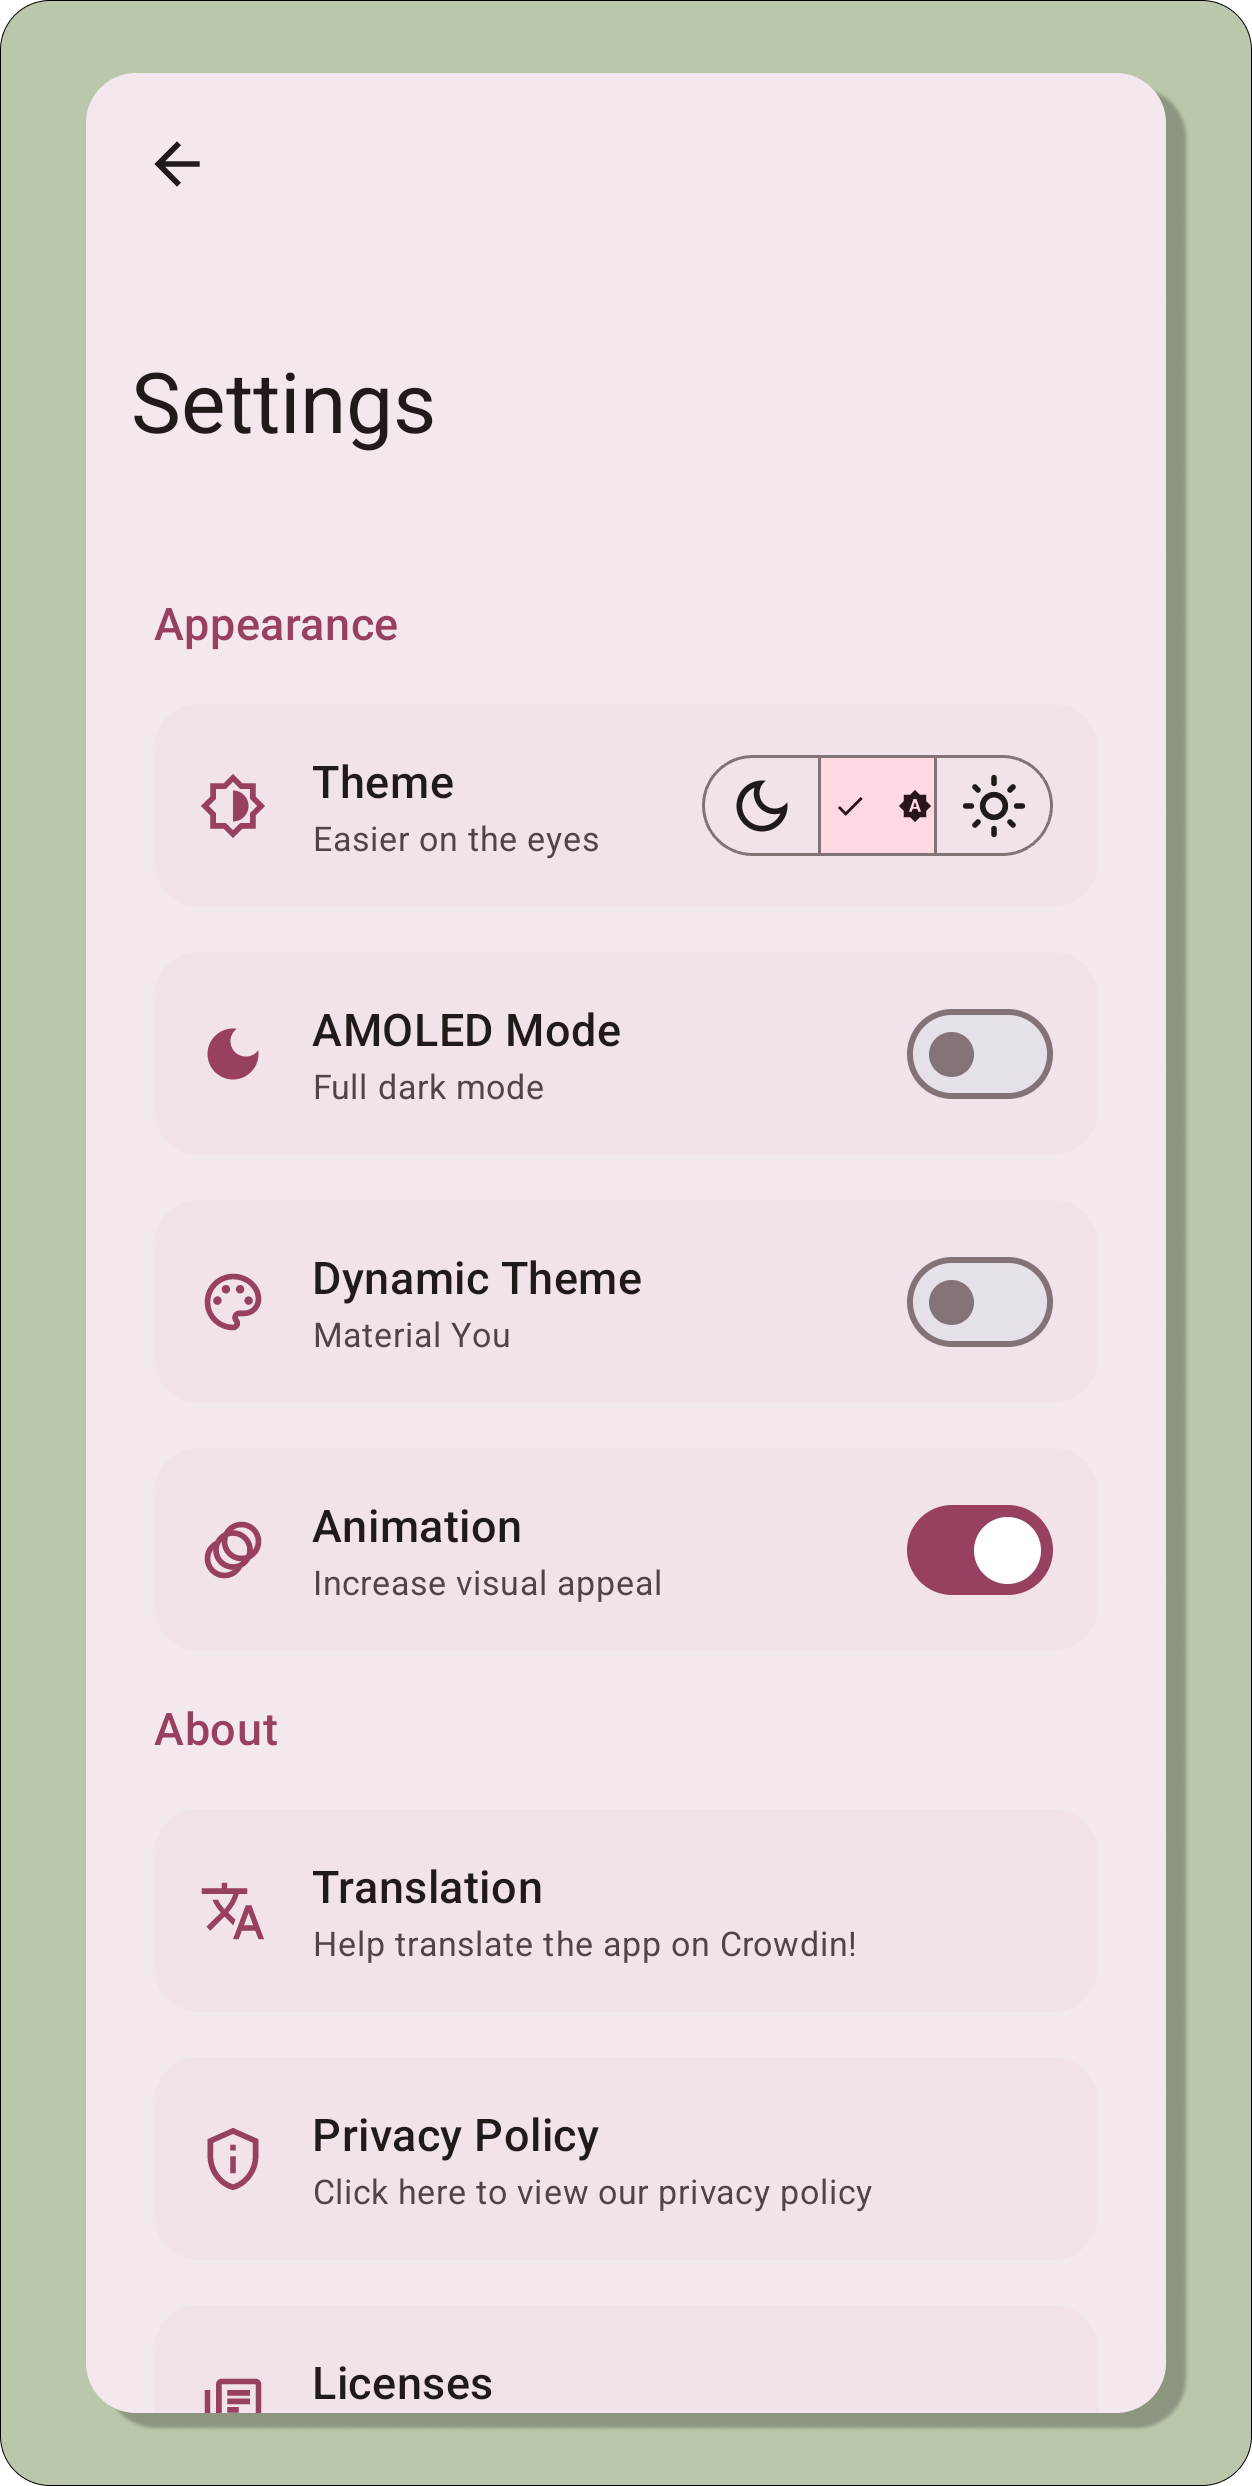 Settings
Appearance
Theme
Easier on the eyes
A
AMOLED Mode
Full dark mode
Dynamic Theme
Material You
Animation
Increase visual appeal
About
Translation
Help translate the app on Crowdin!
Privacy Policy
Click here to view our privacy policy
Licenses